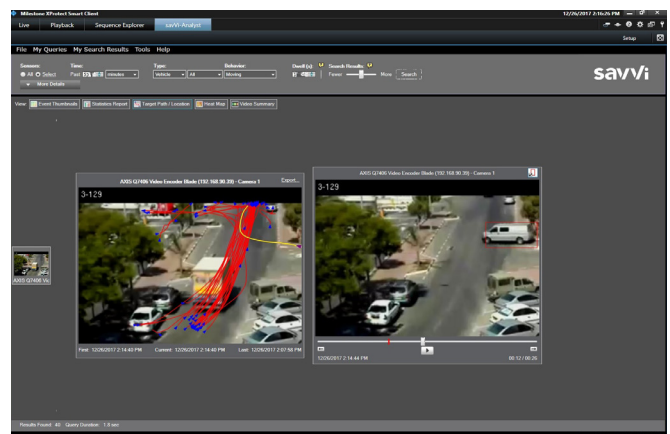 Milestone XProtect Smart Client
12/26/2017 2:16:26 PM
Live Playback Sequence Explorer savVi-Analyst
Setup
File My Queries My Search Results Tools Help
Sensors: Time: Type: Behavior: Dwell (s): Search Results:
All Select Past minutes Vehicle All Moving Fewer More Search
More Details
savVi
View: Event Thumbnails Statistics Report Target Path / Location Heat Map Video Summary
AXIS Q7406 Video Encoder Blade (192.168.90.39) - Camera 1 Export...
3-129
First: 12/26/2017 2:14:40 PM Current: 12/26/2017 2:14:40 PM Last: 12/26/2017 2:07:58 PM
AXIS Q7406 Video Encoder Blade (192.168.90.39) - Camera 1
3-129
12/26/2017 2:14:44 PM 00:12 / 00:26
AXIS Q7406 Vi
Results Found: 40 Query Duration: 1.0 sec